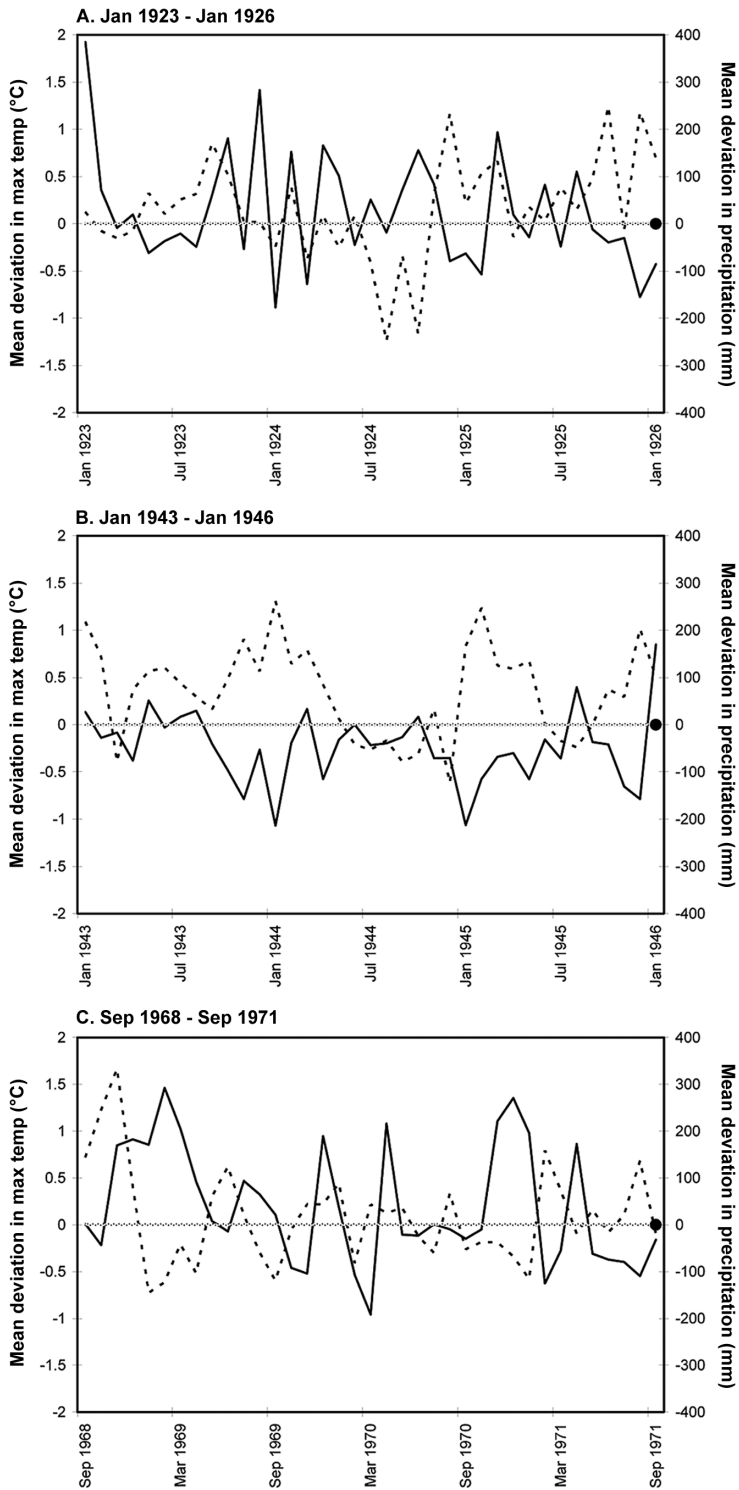 A. Jan 1923 - Jan 1926
Mean deviation in max temp (°C)
2
1.5
1
0.5
0
-0.5
-1
-1.5
-2
400
300
200
100
0
-100
-200
-300
-400
Mean deviation in precipitation (mm)
Jan 1923
Jul 1923
Jan 1924
Jul 1924
Jan 1925
Jul 1925
Jan 1926
B. Jan 1943 - Jan 1946
Mean deviation in max temp (°C)
2
1.5
1
0.5
0
-0.5
-1
-1.5
-2
400
300
200
100
0
-100
-200
-300
-400
Mean deviation in precipitation (mm)
Jan 1943
Jul 1943
Jan 1944
Jul 1944
Jan 1945
Jul 1945
Jan 1946
C. Sep 1968 - Sep 1971
Mean deviation in max temp (°C)
2
1.5
1
0.5
0
-0.5
-1
-1.5
-2
400
300
200
100
0
-100
-200
-300
-400
Mean deviation in precipitation (mm)
Sep 1968
Mar 1969
Sep 1969
Mar 1970
Sep 1970
Mar 1971
Sep 1971